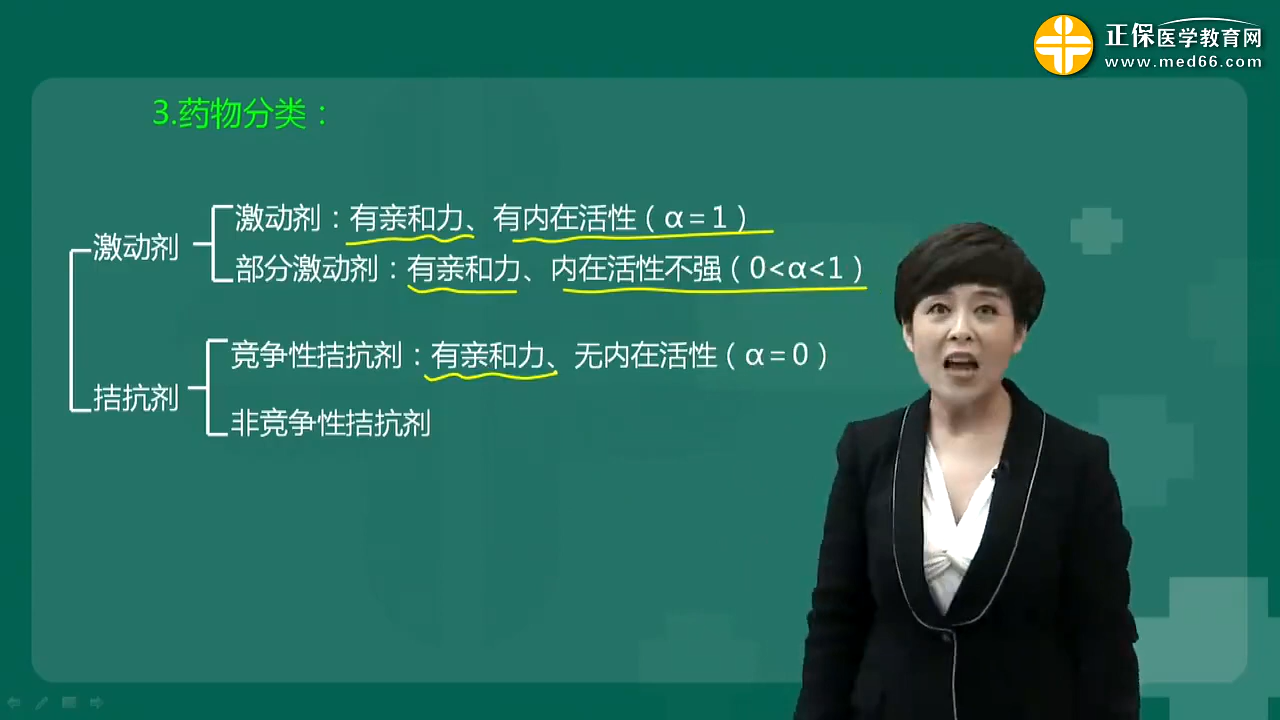 正保医学教育网
www.med66.com
3.药物分类：
激动剂
激动剂：有亲和力、有内在活性（α=1）
部分激动剂：有亲和力、内在活性不强（0<α<1）
拮抗剂
竞争性拮抗剂：有亲和力、无内在活性（α=0）
非竞争性拮抗剂